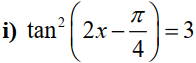 i) tan²(2x − π/4) = 3